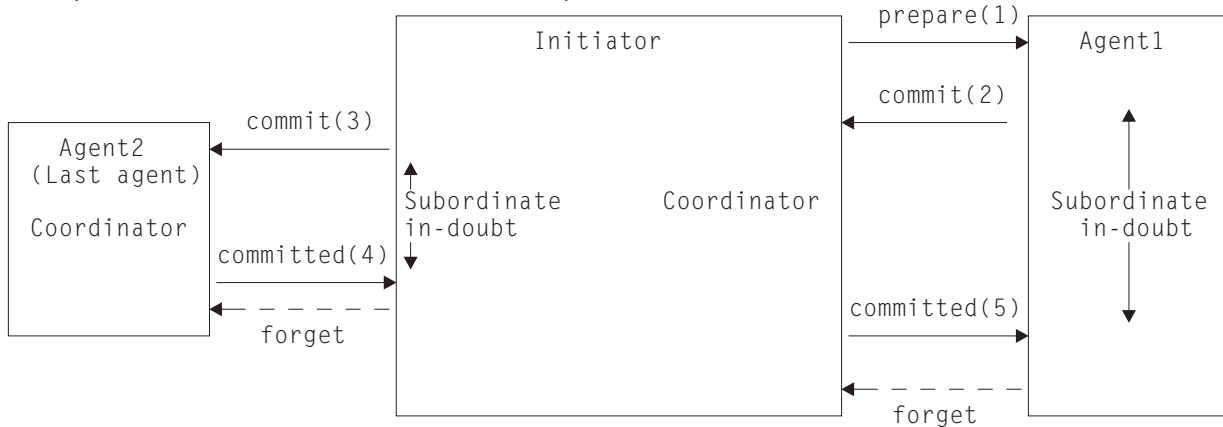 prepare(1)
Initiator
Agent1
commit(2)
commit(3)
Agent2
(Last agent)
Coordinator
Subordinate
in-doubt
Coordinator
Subordinate
in-doubt
committed(4)
forget
committed(5)
forget